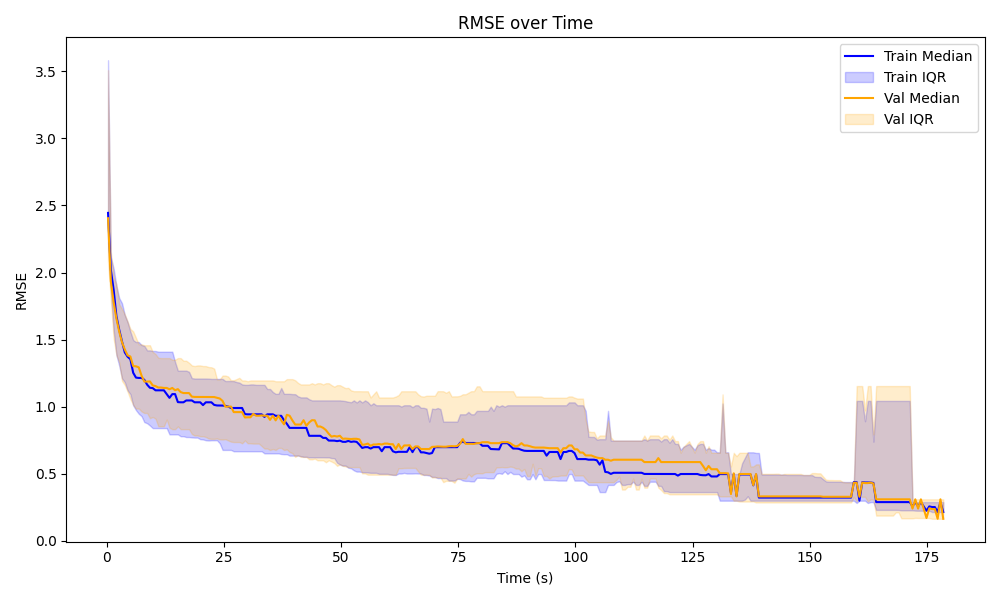 RMSE over Time
Train Median
Train IQR
Val Median
Val IQR
RMSE
3.5
3.0
2.5
2.0
1.5
1.0
0.5
0.0
0 25 50 75 100 125 150 175
Time (s)